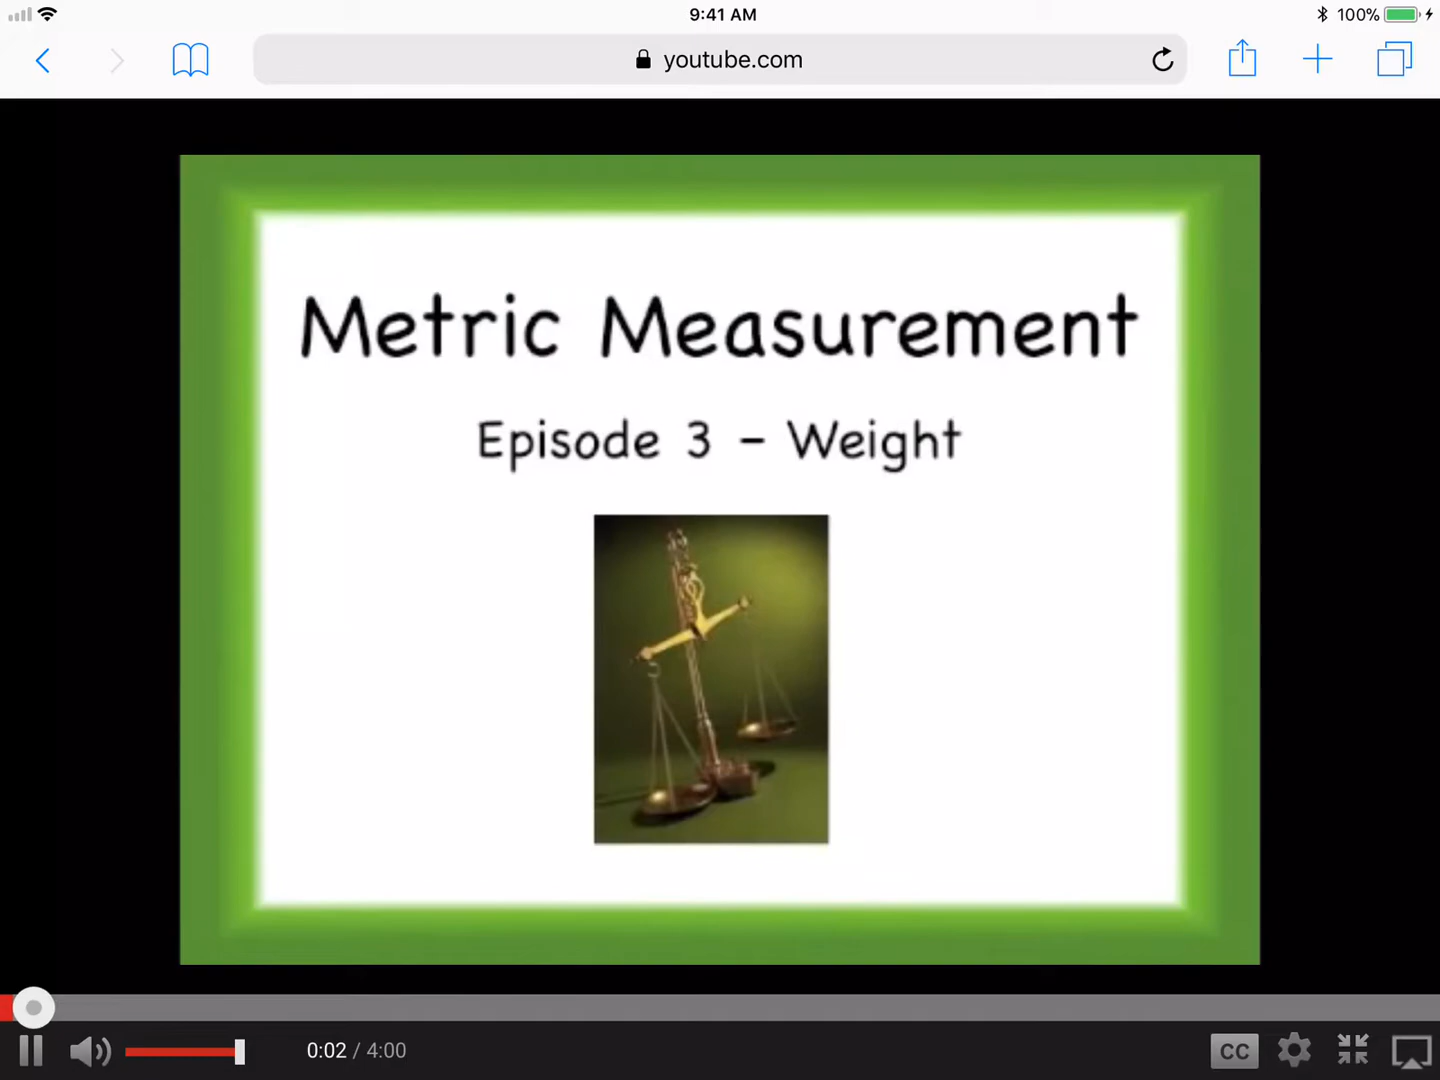 9:41 AM
100%
youtube.com
Metric Measurement
Episode 3 – Weight
0:02 / 4:00
CC